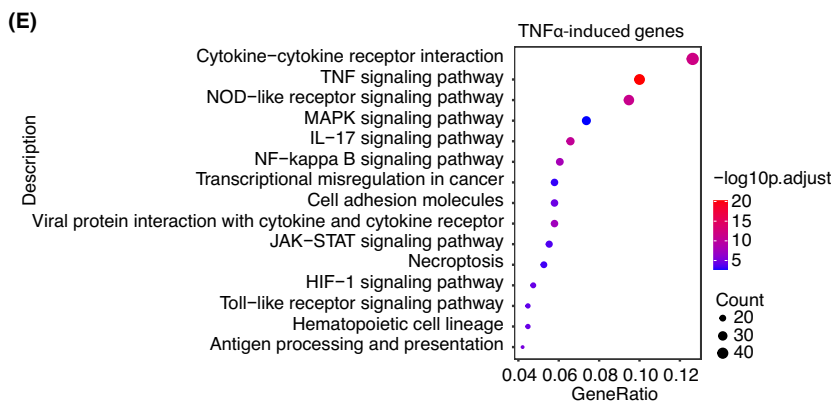 (E)
TNFα-induced genes
Description
Cytokine−cytokine receptor interaction
TNF signaling pathway
NOD−like receptor signaling pathway
MAPK signaling pathway
IL−17 signaling pathway
NF−kappa B signaling pathway
Transcriptional misregulation in cancer
Cell adhesion molecules
Viral protein interaction with cytokine and cytokine receptor
JAK−STAT signaling pathway
Necroptosis
HIF−1 signaling pathway
Toll−like receptor signaling pathway
Hematopoietic cell lineage
Antigen processing and presentation
0.04 0.06 0.08 0.10 0.12
GeneRatio
−log10p.adjust
20
15
10
5
Count
20
30
40